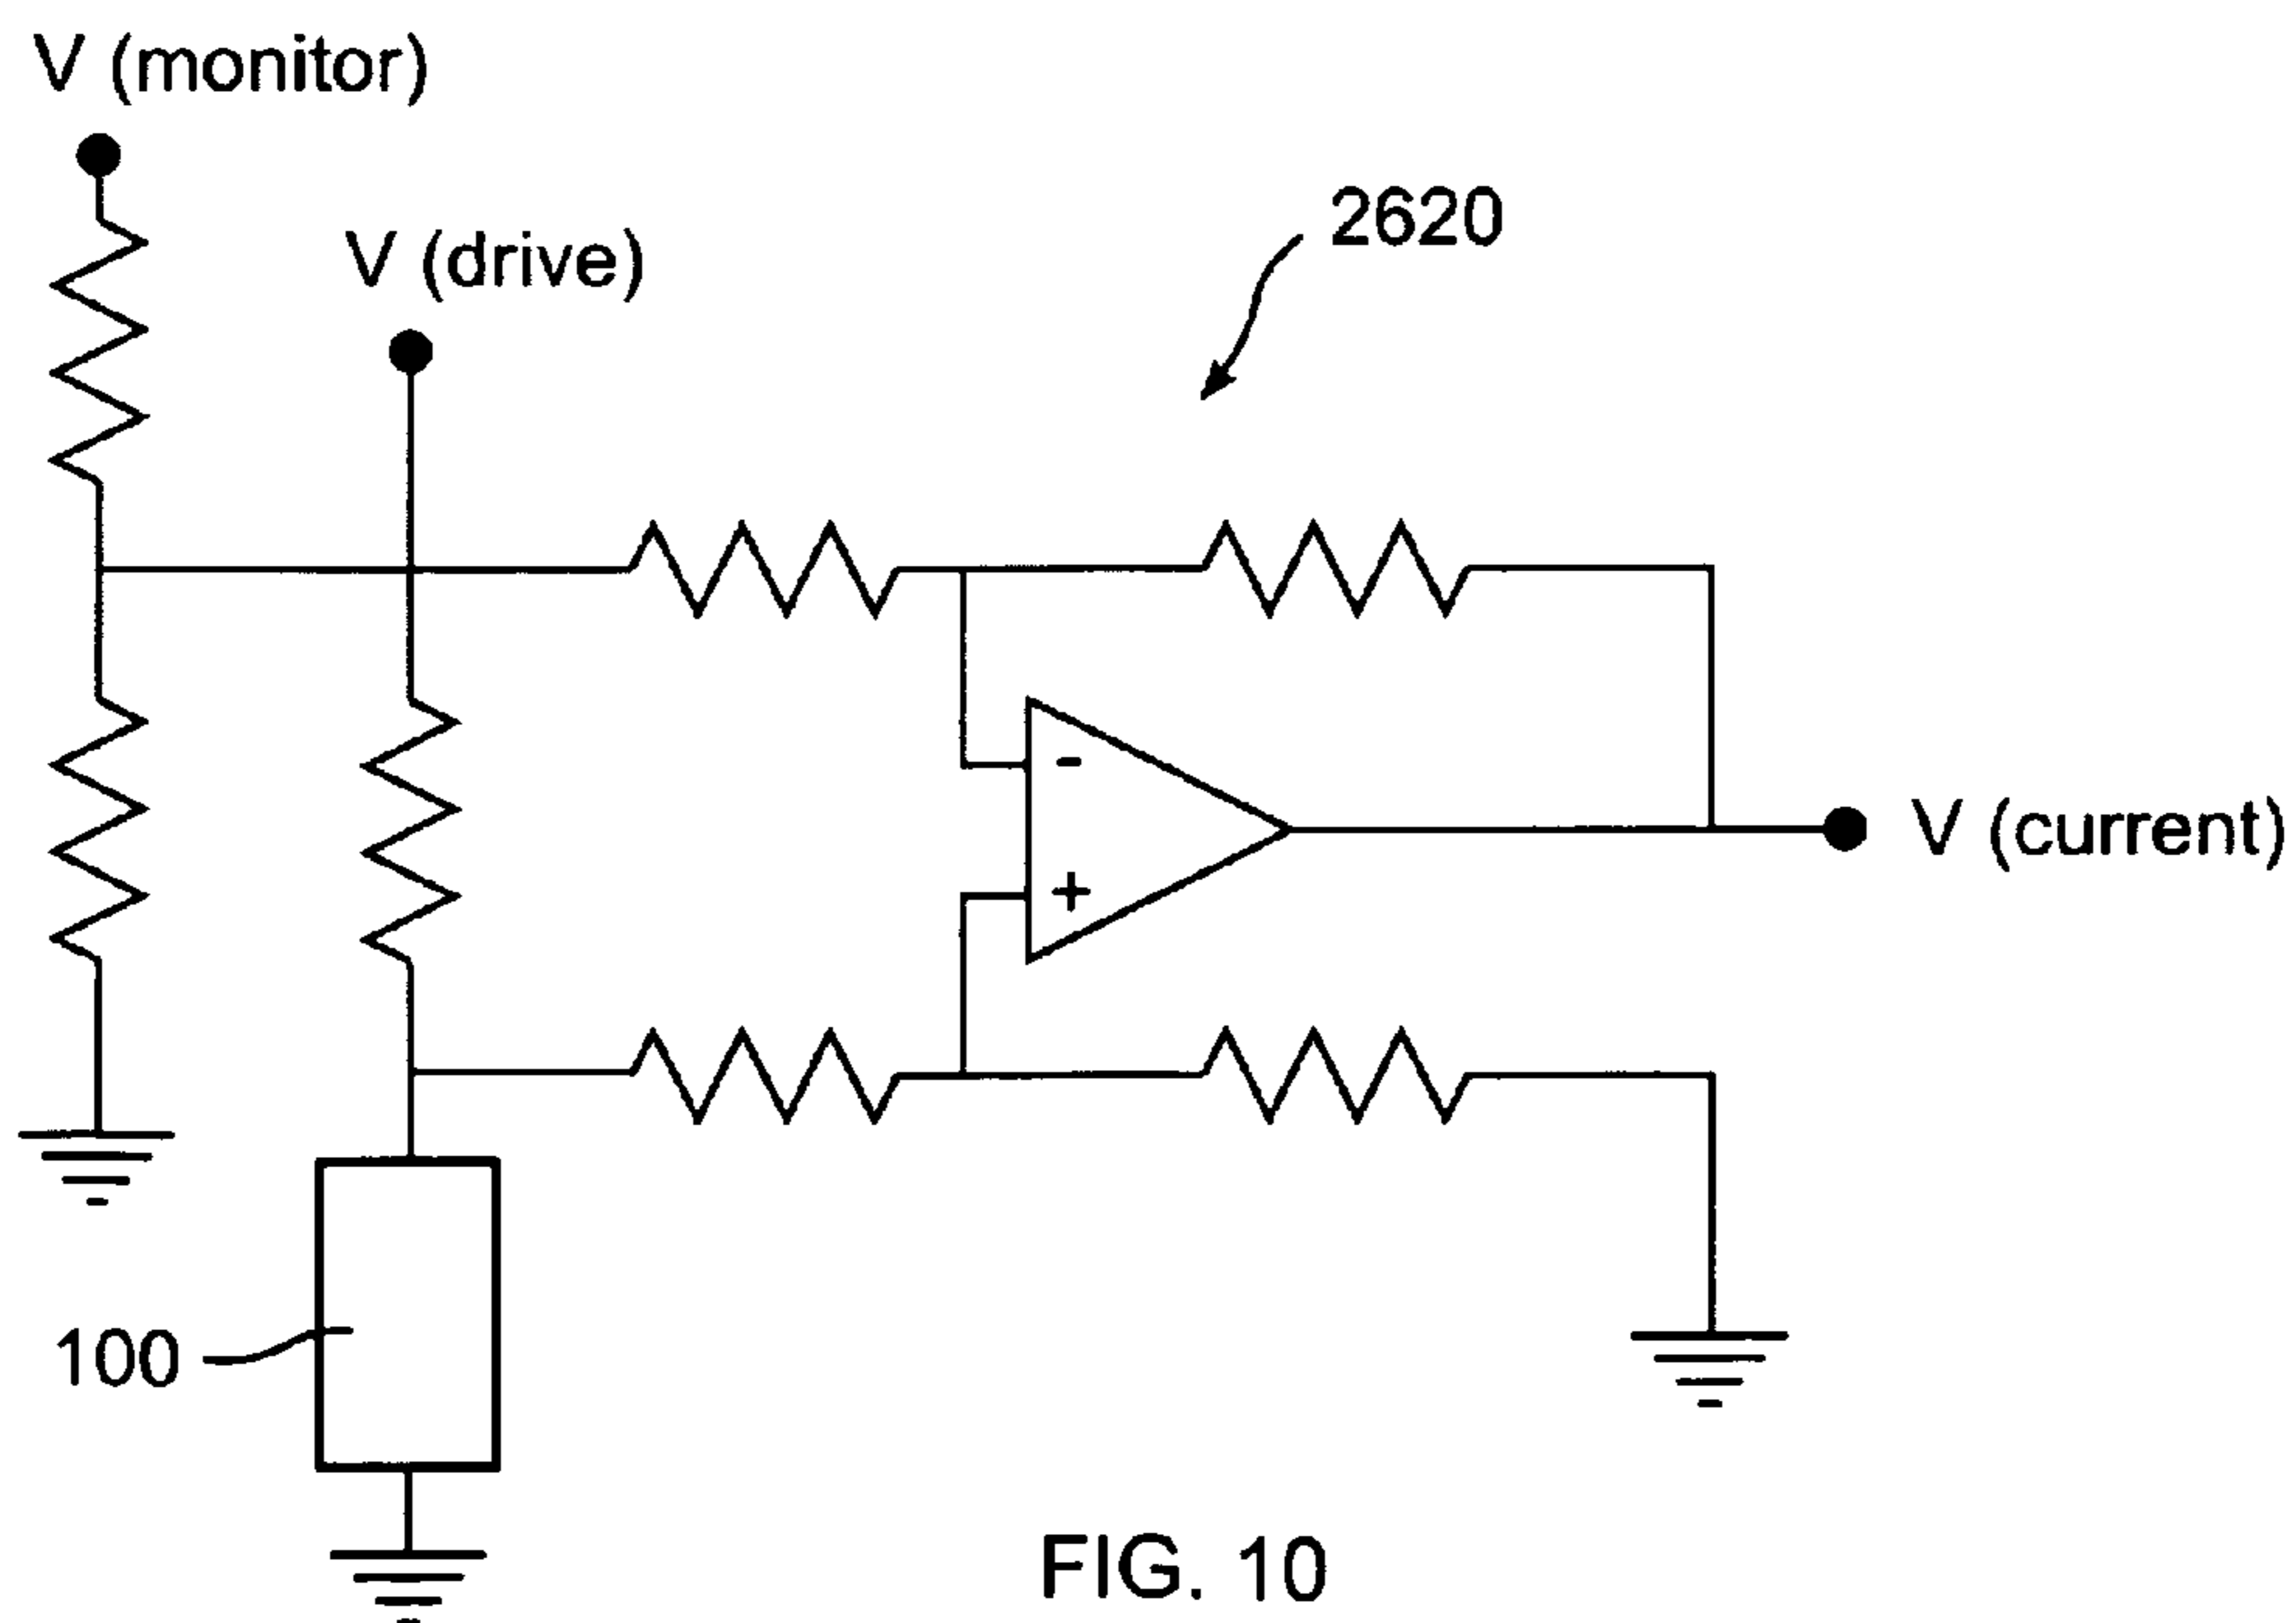 V (monitor)
V (drive)
2620
-
+
V (current)
100
FIG. 10